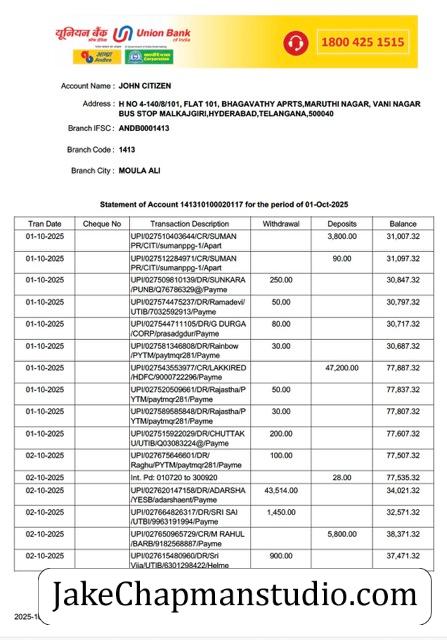 यूनियन बैंक Union Bank
of India
आन्ध्रा Andhra
Corporation
1800 425 1515
Account Name : JOHN CITIZEN
Address : H NO 4-140/8/101, FLAT 101, BHAGAVATHY APRTS,MARUTHI NAGAR, VANI NAGAR
BUS STOP MALKAJGIRI,HYDERABAD,TELANGANA,500040
Branch IFSC : ANDB0001413
Branch Code : 1413
Branch City : MOULA ALI
Statement of Account 141310100020117 for the period of 01-Oct-2025
Tran Date Cheque No Transaction Description Withdrawal Deposits Balance
01-10-2025 UPI/027510403644/CR/SUMAN 3,800.00 31,007.32
PR/CITI/sumanppg-1/Apart
01-10-2025 UPI/027512284971/CR/SUMAN 90.00 31,097.32
PR/CITI/sumanppg-1/Apart
01-10-2025 UPI/027509810139/DR/SUNKARA 250.00 30,847.32
/PUNB/Q76786329@/Payme
01-10-2025 UPI/027574475237/DR/Ramadevi/ 50.00 30,797.32
UTIB/7032592913/Payme
01-10-2025 UPI/027544711105/DR/G DURGA 80.00 30,717.32
/CORP/prasadgdur/Payme
01-10-2025 UPI/027581346808/DR/Rainbow 30.00 30,687.32
/PYTM/paytmqr281/Payme
01-10-2025 UPI/027543553977/CR/LAKKIRED 47,200.00 77,887.32
/HDFC/9000722296/Payme
01-10-2025 UPI/027520509661/DR/Rajastha/P 50.00 77,837.32
YTM/paytmqr281/Payme
01-10-2025 UPI/027589585848/DR/Rajastha/P 30.00 77,807.32
YTM/paytmqr281/Payme
01-10-2025 UPI/027515922029/DR/CHUTTAK 200.00 77,607.32
U/UTIB/Q03083224@/Payme
02-10-2025 UPI/027675646601/DR/ 100.00 77,507.32
Raghu/PYTM/paytmqr281/Payme
02-10-2025 Int. Pd: 010720 to 300920 28.00 77,535.32
02-10-2025 UPI/027620147158/DR/ADARSHA 43,514.00 34,021.32
/YESB/adarshaent/Payme
02-10-2025 UPI/027664826317/DR/SRI SAI 1,450.00 32,571.32
/UTBI/9963191994/Payme
02-10-2025 UPI/027650965729/CR/M RAHUL 5,800.00 38,371.32
/BARB/9182568887/Payme
02-10-2025 UPI/027615480960/DR/Sri 900.00 37,471.32
Vija/UTIB/6301298422/Helme
JakeChapmanstudio.com